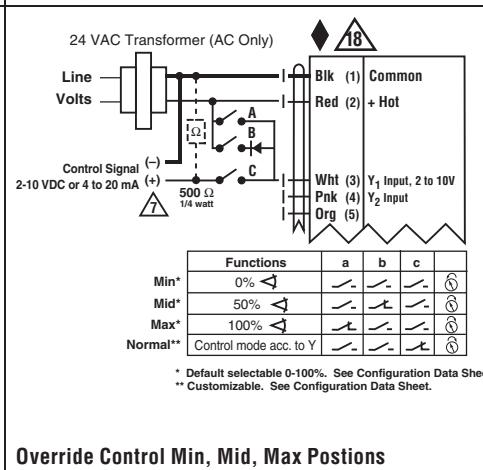 24 VAC Transformer (AC Only)
18
Line
Volts
Blk (1) Common
Red (2) + Hot
A
Ω
B
C
Control Signal (–)
2-10 VDC or 4 to 20 mA (+)
7
500 Ω
1/4 watt
Wht (3) Y1 Input, 2 to 10V
Pnk (4) Y2 Input
Org (5)
Functions a b c
Min* 0%
Mid* 50%
Max* 100%
Normal** Control mode acc. to Y
* Default selectable 0-100%. See Configuration Data She
** Customizable. See Configuration Data Sheet.
Override Control Min, Mid, Max Postions